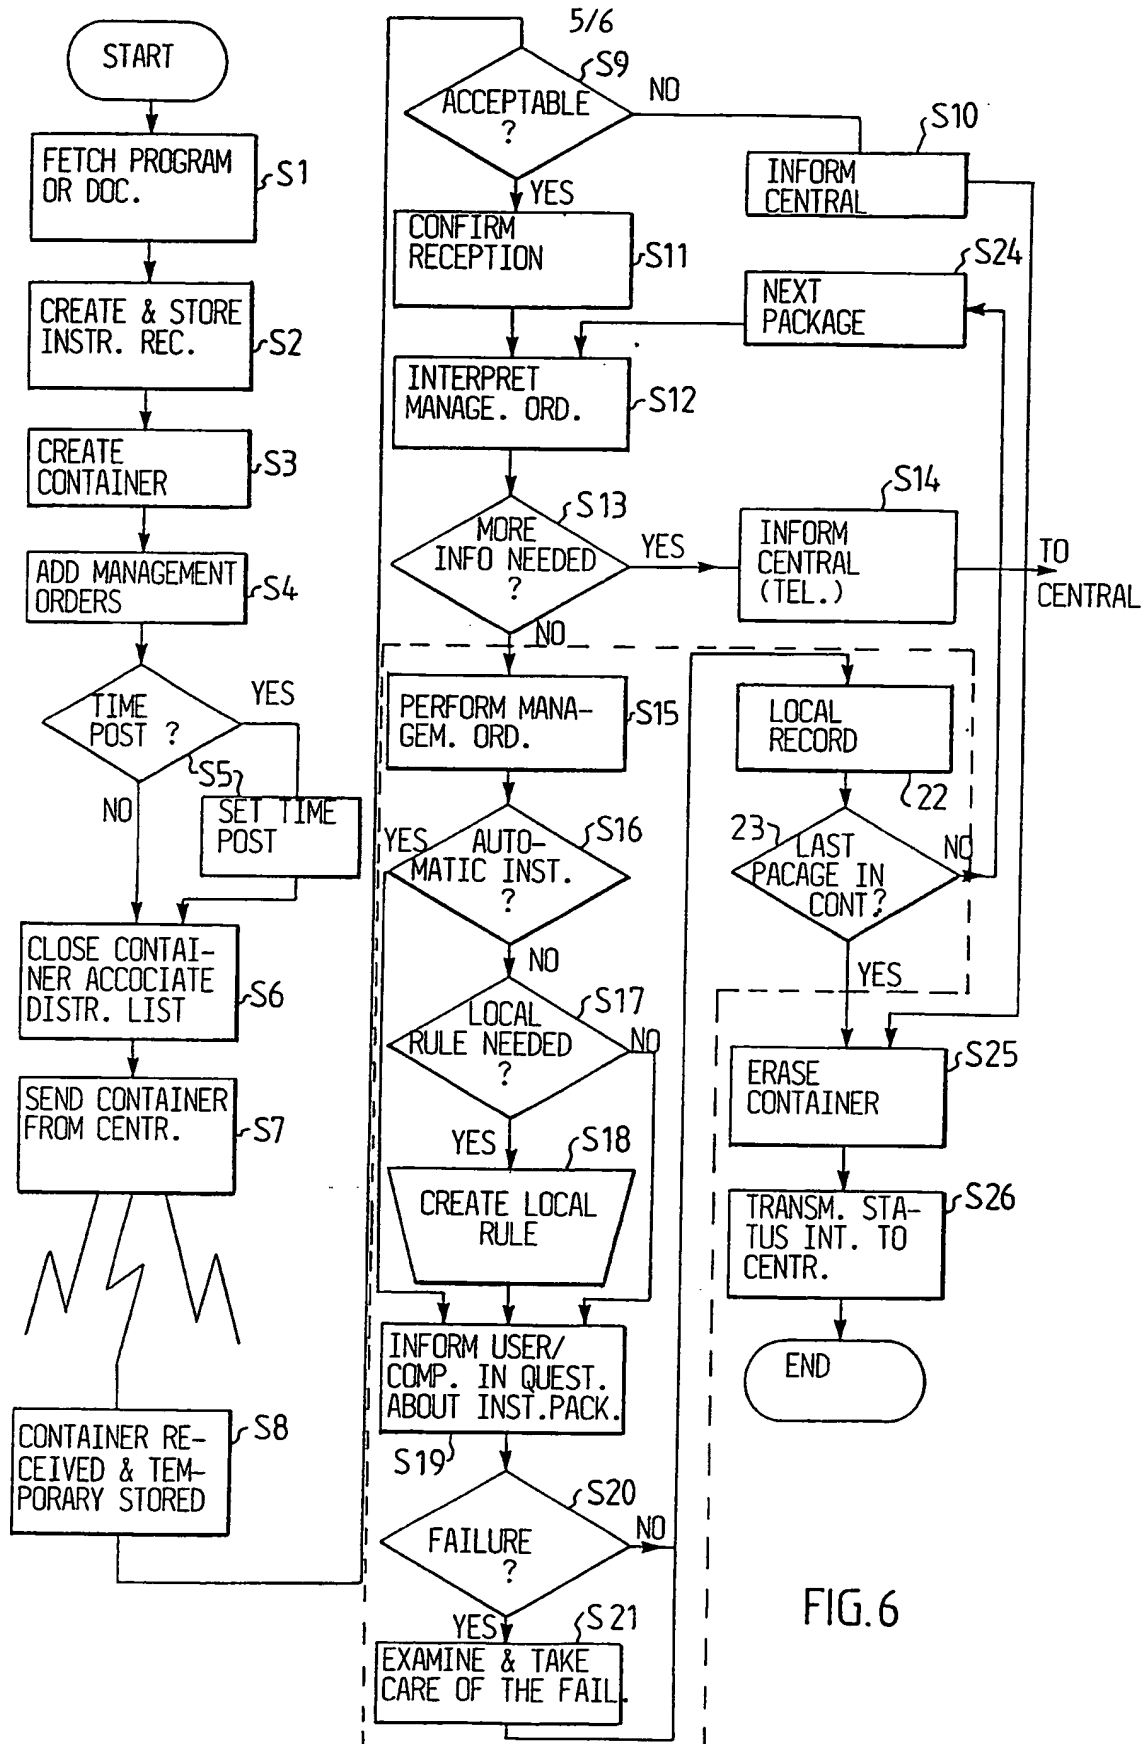 5/6
START
FETCH PROGRAM
OR DOC.
S1
CREATE & STORE
INSTR. REC.
S2
CREATE
CONTAINER
S3
ADD MANAGEMENT
ORDERS
S4
TIME
POST ?
YES
S5
NO
SET TIME
POST
CLOSE CONTAI-
NER ACCOCIATE
DISTR. LIST
S6
SEND CONTAINER
FROM CENTR.
S7
CONTAINER RE-
CEIVED & TEM-
PORARY STORED
S8
S9
ACCEPTABLE
?
NO
YES
S10
INFORM
CENTRAL
CONFIRM
RECEPTION
S11
S24
NEXT
PACKAGE
INTERPRET
MANAGE. ORD.
S12
S13
MORE
INFO NEEDED
?
YES
NO
S14
INFORM
CENTRAL
(TEL.)
TO
CENTRAL
PERFORM MANA-
GEM. ORD.
S15
S16
YES
AUTO-
MATIC INST.
?
NO
S17
LOCAL
RULE NEEDED
?
NO
YES
S18
CREATE LOCAL
RULE
INFORM USER/
COMP. IN QUEST.
ABOUT INST.PACK.
S19
S20
FAILURE
?
NO
YES
S21
EXAMINE & TAKE
CARE OF THE FAIL.
LOCAL
RECORD
22
23
LAST
PACAGE IN
CONT?
NO
YES
S25
ERASE
CONTAINER
S26
TRANSM. STA-
TUS INT. TO
CENTR.
END
FIG.6